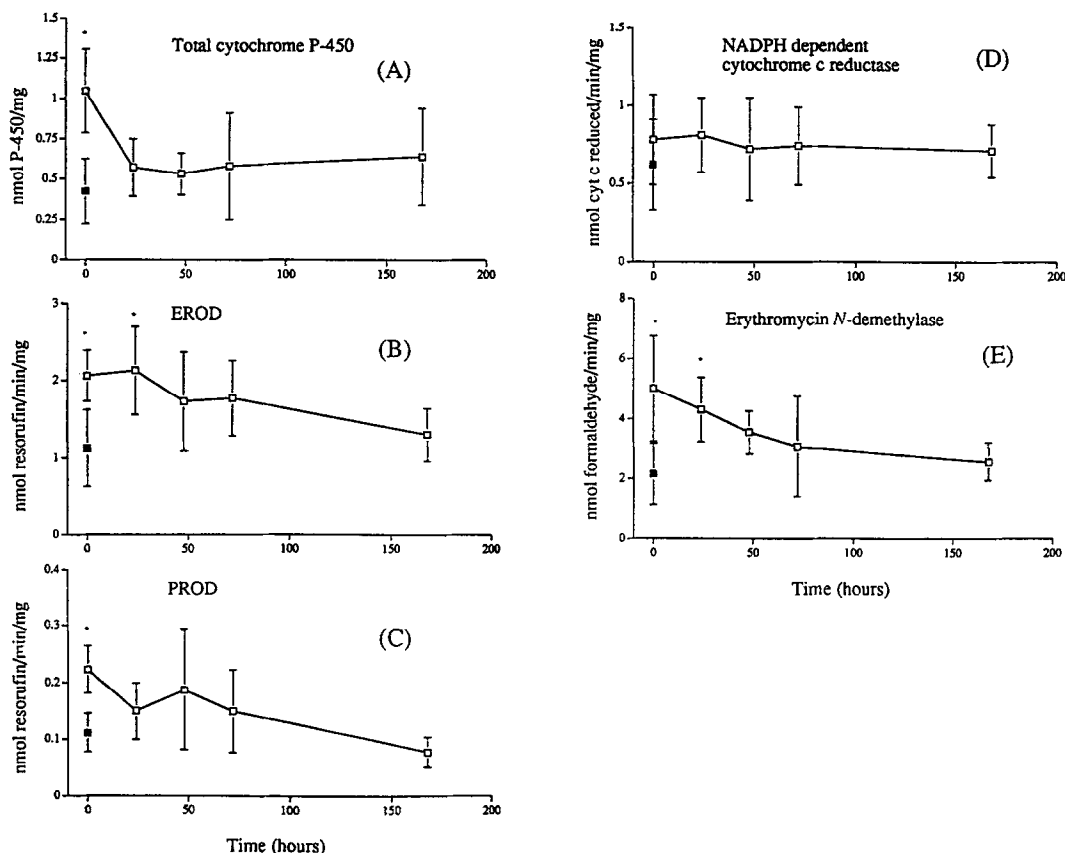 Total cytochrome P-450
(A)
nmol P-450/mg
1.5
1.25
1
0.75
0.5
0.25
0
0 50 100 150 200
EROD
(B)
nmol resorufin/min/mg
3
2
1
0
0 50 100 150 200
PROD
(C)
nmol resorufin/min/mg
0.4
0.3
0.2
0.1
0
0 50 100 150 200
Time (hours)
NADPH dependent
cytochrome c reductase
(D)
nmol cyt c reduced/min/mg
1.5
1
0.5
0
0 50 100 150 200
Erythromycin N-demethylase
(E)
nmol formaldehyde/min/mg
8
6
4
2
0
0 50 100 150 200
Time (hours)